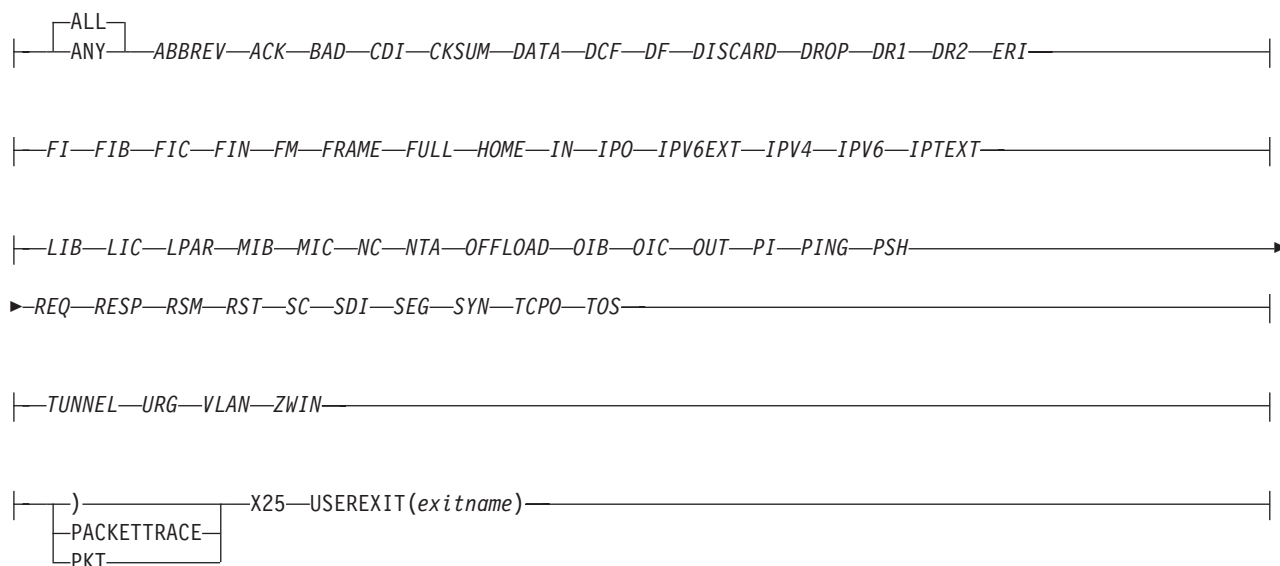 ALL
ANY ABBREV ACK BAD CDI CKSUM DATA DCF DF DISCARD DROP DR1 DR2 ERI
FI FIB FIC FIN FM FRAME FULL HOME IN IPO IPV6EXT IPV4 IPV6 IPTEXT
LIB LIC LPAR MIB MIC NC NTA OFFLOAD OIB OIC OUT PI PING PSH
REQ RESP RSM RST SC SDI SEG SYN TCPO TOS
TUNNEL URG VLAN ZWIN
) X25 USEREXIT(exitname)
PACKETTRACE
PKT